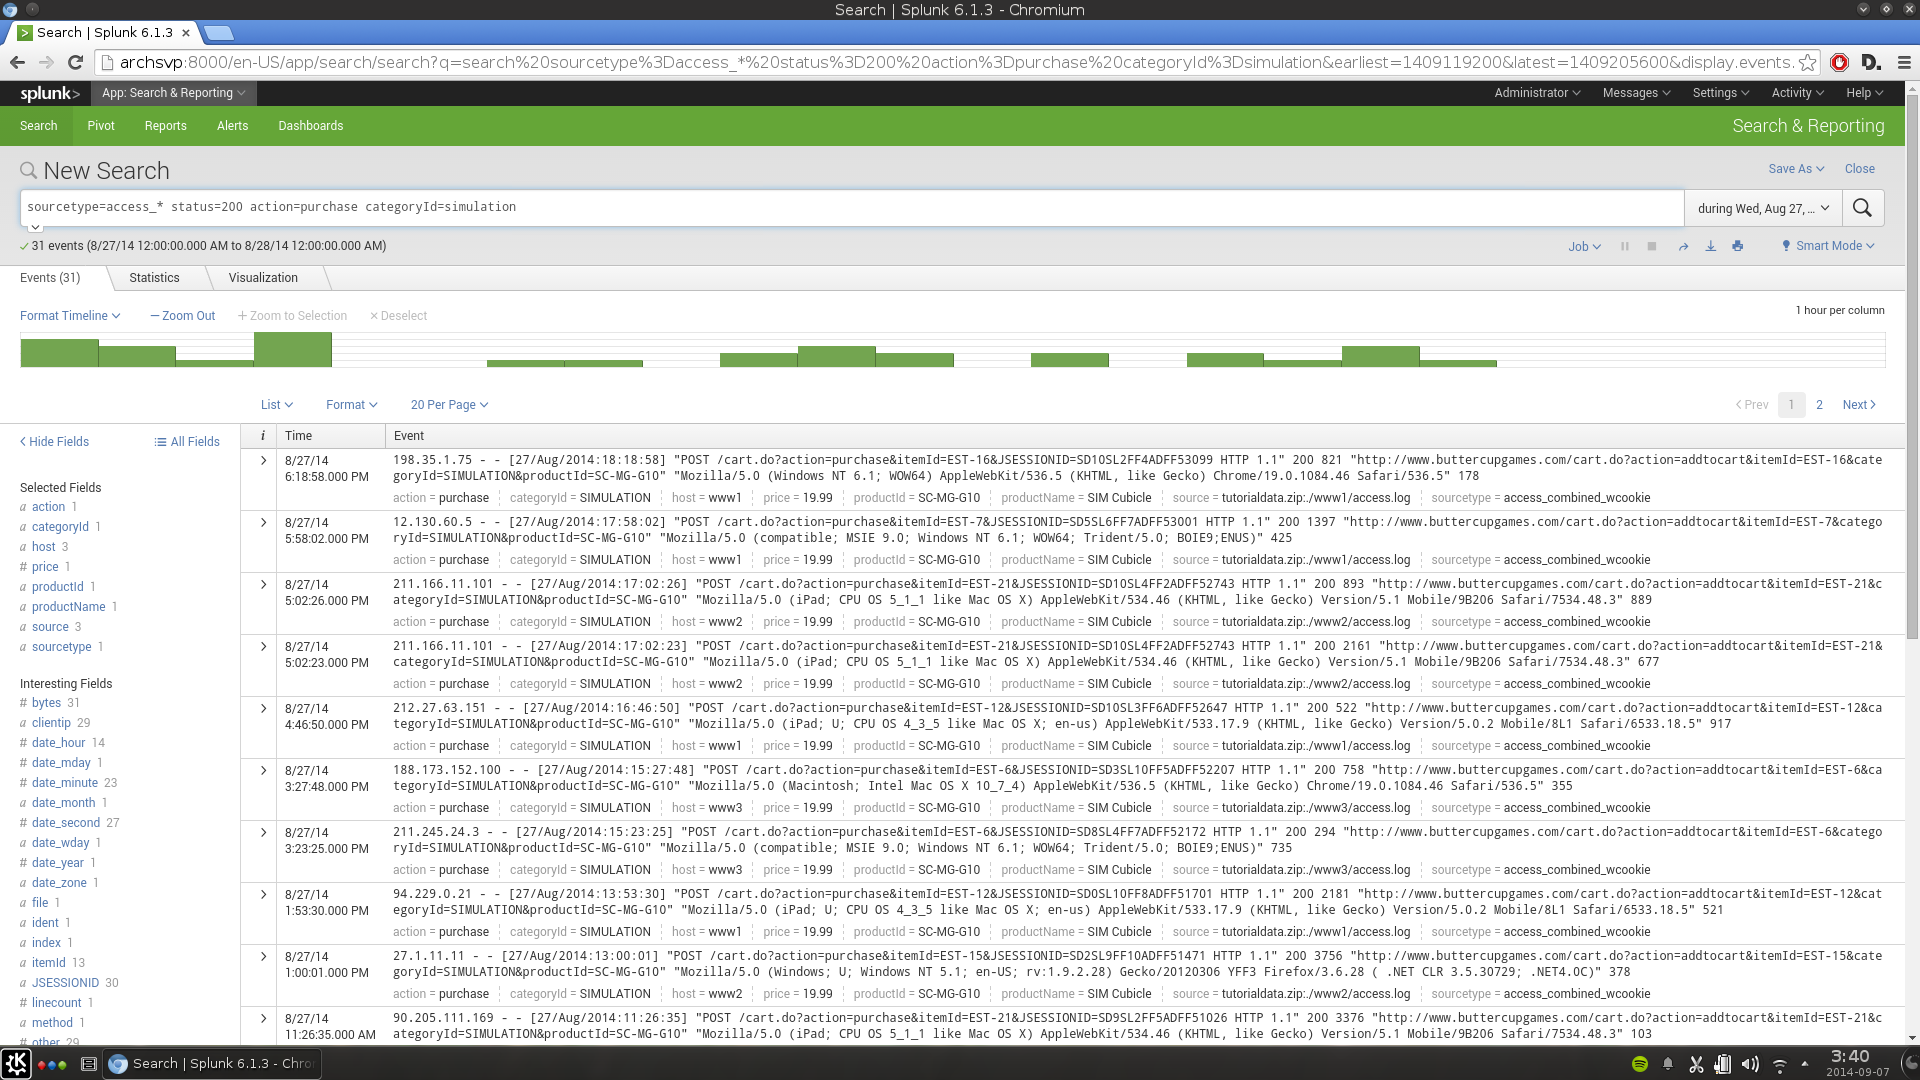 Search | Splunk 6.1.3 - Chromium
Search | Splunk 6.1.3
archsvp:8000/en-US/app/search/search?q=search%20sourcetype%3Daccess_*%20status%3D200%20action%3Dpurchase%20categoryId%3Dsimulation&earliest=1409119200&latest=1409205600&display.events.
splunk> App: Search & Reporting Administrator Messages Settings Activity Help
Search Pivot Reports Alerts Dashboards Search & Reporting
New Search Save As Close
sourcetype=access_* status=200 action=purchase categoryId=simulation during Wed, Aug 27, ...
31 events (8/27/14 12:00:00.000 AM to 8/28/14 12:00:00.000 AM) Job Smart Mode
Events (31) Statistics Visualization
Format Timeline — Zoom Out + Zoom to Selection × Deselect 1 hour per column
List Format 20 Per Page < Prev 1 2 Next >
< Hide Fields All Fields
Selected Fields
a action 1
a categoryId 1
a host 3
# price 1
a productId 1
a productName 1
a source 3
a sourcetype 1
Interesting Fields
# bytes 31
a clientip 29
# date_hour 14
# date_mday 1
# date_minute 23
a date_month 1
# date_second 27
a date_wday 1
# date_year 1
a date_zone 1
a file 1
a ident 1
a index 1
a itemId 13
a JSESSIONID 30
# linecount 1
a method 1
a other 29
i Time Event
8/27/14
6:18:58.000 PM
198.35.1.75 - - [27/Aug/2014:18:18:58] "POST /cart.do?action=purchase&itemId=EST-16&JSESSIONID=SD10SL2FF4ADFF53099 HTTP 1.1" 200 821 "http://www.buttercupgames.com/cart.do?action=addtocart&itemId=EST-16&cate
goryId=SIMULATION&productId=SC-MG-G10" "Mozilla/5.0 (Windows NT 6.1; WOW64) AppleWebKit/536.5 (KHTML, like Gecko) Chrome/19.0.1084.46 Safari/536.5" 178
action = purchase categoryId = SIMULATION host = www1 price = 19.99 productId = SC-MG-G10 productName = SIM Cubicle source = tutorialdata.zip:./www1/access.log sourcetype = access_combined_wcookie
8/27/14
5:58:02.000 PM
12.130.60.5 - - [27/Aug/2014:17:58:02] "POST /cart.do?action=purchase&itemId=EST-7&JSESSIONID=SD5SL6FF7ADFF53001 HTTP 1.1" 200 1397 "http://www.buttercupgames.com/cart.do?action=addtocart&itemId=EST-7&catego
ryId=SIMULATION&productId=SC-MG-G10" "Mozilla/5.0 (compatible; MSIE 9.0; Windows NT 6.1; WOW64; Trident/5.0; BOIE9;ENUS)" 425
action = purchase categoryId = SIMULATION host = www1 price = 19.99 productId = SC-MG-G10 productName = SIM Cubicle source = tutorialdata.zip:./www1/access.log sourcetype = access_combined_wcookie
8/27/14
5:02:26.000 PM
211.166.11.101 - - [27/Aug/2014:17:02:26] "POST /cart.do?action=purchase&itemId=EST-21&JSESSIONID=SD10SL4FF2ADFF52743 HTTP 1.1" 200 893 "http://www.buttercupgames.com/cart.do?action=addtocart&itemId=EST-21&c
ategoryId=SIMULATION&productId=SC-MG-G10" "Mozilla/5.0 (iPad; CPU OS 5_1_1 like Mac OS X) AppleWebKit/534.46 (KHTML, like Gecko) Version/5.1 Mobile/9B206 Safari/7534.48.3" 889
action = purchase categoryId = SIMULATION host = www2 price = 19.99 productId = SC-MG-G10 productName = SIM Cubicle source = tutorialdata.zip:./www2/access.log sourcetype = access_combined_wcookie
8/27/14
5:02:23.000 PM
211.166.11.101 - - [27/Aug/2014:17:02:23] "POST /cart.do?action=purchase&itemId=EST-21&JSESSIONID=SD10SL4FF2ADFF52743 HTTP 1.1" 200 2161 "http://www.buttercupgames.com/cart.do?action=addtocart&itemId=EST-21&
categoryId=SIMULATION&productId=SC-MG-G10" "Mozilla/5.0 (iPad; CPU OS 5_1_1 like Mac OS X) AppleWebKit/534.46 (KHTML, like Gecko) Version/5.1 Mobile/9B206 Safari/7534.48.3" 677
action = purchase categoryId = SIMULATION host = www2 price = 19.99 productId = SC-MG-G10 productName = SIM Cubicle source = tutorialdata.zip:./www2/access.log sourcetype = access_combined_wcookie
8/27/14
4:46:50.000 PM
212.27.63.151 - - [27/Aug/2014:16:46:50] "POST /cart.do?action=purchase&itemId=EST-12&JSESSIONID=SD10SL3FF6ADFF52647 HTTP 1.1" 200 522 "http://www.buttercupgames.com/cart.do?action=addtocart&itemId=EST-12&ca
tegoryId=SIMULATION&productId=SC-MG-G10" "Mozilla/5.0 (iPad; U; CPU OS 4_3_5 like Mac OS X; en-us) AppleWebKit/533.17.9 (KHTML, like Gecko) Version/5.0.2 Mobile/8L1 Safari/6533.18.5" 917
action = purchase categoryId = SIMULATION host = www1 price = 19.99 productId = SC-MG-G10 productName = SIM Cubicle source = tutorialdata.zip:./www1/access.log sourcetype = access_combined_wcookie
8/27/14
3:27:48.000 PM
188.173.152.100 - - [27/Aug/2014:15:27:48] "POST /cart.do?action=purchase&itemId=EST-6&JSESSIONID=SD3SL10FF5ADFF52207 HTTP 1.1" 200 758 "http://www.buttercupgames.com/cart.do?action=addtocart&itemId=EST-6&ca
tegoryId=SIMULATION&productId=SC-MG-G10" "Mozilla/5.0 (Macintosh; Intel Mac OS X 10_7_4) AppleWebKit/536.5 (KHTML, like Gecko) Chrome/19.0.1084.46 Safari/536.5" 355
action = purchase categoryId = SIMULATION host = www3 price = 19.99 productId = SC-MG-G10 productName = SIM Cubicle source = tutorialdata.zip:./www3/access.log sourcetype = access_combined_wcookie
8/27/14
3:23:25.000 PM
211.245.24.3 - - [27/Aug/2014:15:23:25] "POST /cart.do?action=purchase&itemId=EST-6&JSESSIONID=SD8SL4FF7ADFF52172 HTTP 1.1" 200 294 "http://www.buttercupgames.com/cart.do?action=addtocart&itemId=EST-6&catego
ryId=SIMULATION&productId=SC-MG-G10" "Mozilla/5.0 (compatible; MSIE 9.0; Windows NT 6.1; WOW64; Trident/5.0; BOIE9;ENUS)" 735
action = purchase categoryId = SIMULATION host = www3 price = 19.99 productId = SC-MG-G10 productName = SIM Cubicle source = tutorialdata.zip:./www3/access.log sourcetype = access_combined_wcookie
8/27/14
1:53:30.000 PM
94.229.0.21 - - [27/Aug/2014:13:53:30] "POST /cart.do?action=purchase&itemId=EST-12&JSESSIONID=SD0SL10FF8ADFF51701 HTTP 1.1" 200 2181 "http://www.buttercupgames.com/cart.do?action=addtocart&itemId=EST-12&cat
egoryId=SIMULATION&productId=SC-MG-G10" "Mozilla/5.0 (iPad; U; CPU OS 4_3_5 like Mac OS X; en-us) AppleWebKit/533.17.9 (KHTML, like Gecko) Version/5.0.2 Mobile/8L1 Safari/6533.18.5" 521
action = purchase categoryId = SIMULATION host = www1 price = 19.99 productId = SC-MG-G10 productName = SIM Cubicle source = tutorialdata.zip:./www1/access.log sourcetype = access_combined_wcookie
8/27/14
1:00:01.000 PM
27.1.11.11 - - [27/Aug/2014:13:00:01] "POST /cart.do?action=purchase&itemId=EST-15&JSESSIONID=SD2SL9FF10ADFF51471 HTTP 1.1" 200 3756 "http://www.buttercupgames.com/cart.do?action=addtocart&itemId=EST-15&cate
goryId=SIMULATION&productId=SC-MG-G10" "Mozilla/5.0 (Windows; U; Windows NT 5.1; en-US; rv:1.9.2.28) Gecko/20120306 YFF3 Firefox/3.6.28 ( .NET CLR 3.5.30729; .NET4.0C)" 378
action = purchase categoryId = SIMULATION host = www2 price = 19.99 productId = SC-MG-G10 productName = SIM Cubicle source = tutorialdata.zip:./www2/access.log sourcetype = access_combined_wcookie
8/27/14
11:26:35.000 AM
90.205.111.169 - - [27/Aug/2014:11:26:35] "POST /cart.do?action=purchase&itemId=EST-21&JSESSIONID=SD9SL2FF5ADFF51026 HTTP 1.1" 200 3376 "http://www.buttercupgames.com/cart.do?action=addtocart&itemId=EST-21&c
ategoryId=SIMULATION&productId=SC-MG-G10" "Mozilla/5.0 (iPad; CPU OS 5_1_1 like Mac OS X) AppleWebKit/534.46 (KHTML, like Gecko) Version/5.1 Mobile/9B206 Safari/7534.48.3" 103
Search | Splunk 6.1.3 - Chro
3:40
2014-09-07